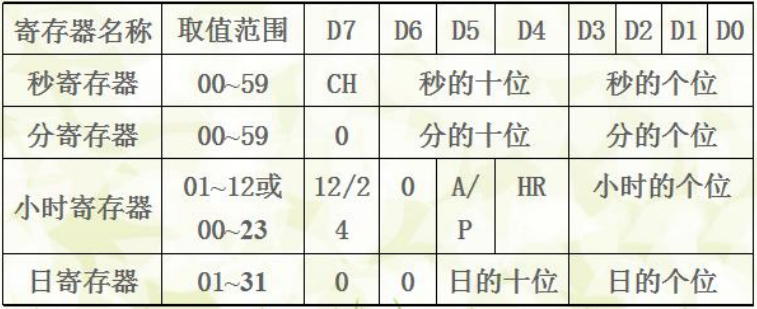 寄存器名称 取值范围 D7 D6 D5 D4 D3 D2 D1 D0
秒寄存器 00~59 CH 秒的十位 秒的个位
分寄存器 00~59 0 分的十位 分的个位
小时寄存器 01~12或 12/2 0 A/ HR 小时的个位
00~23 4 P
日寄存器 01~31 0 0 日的十位 日的个位